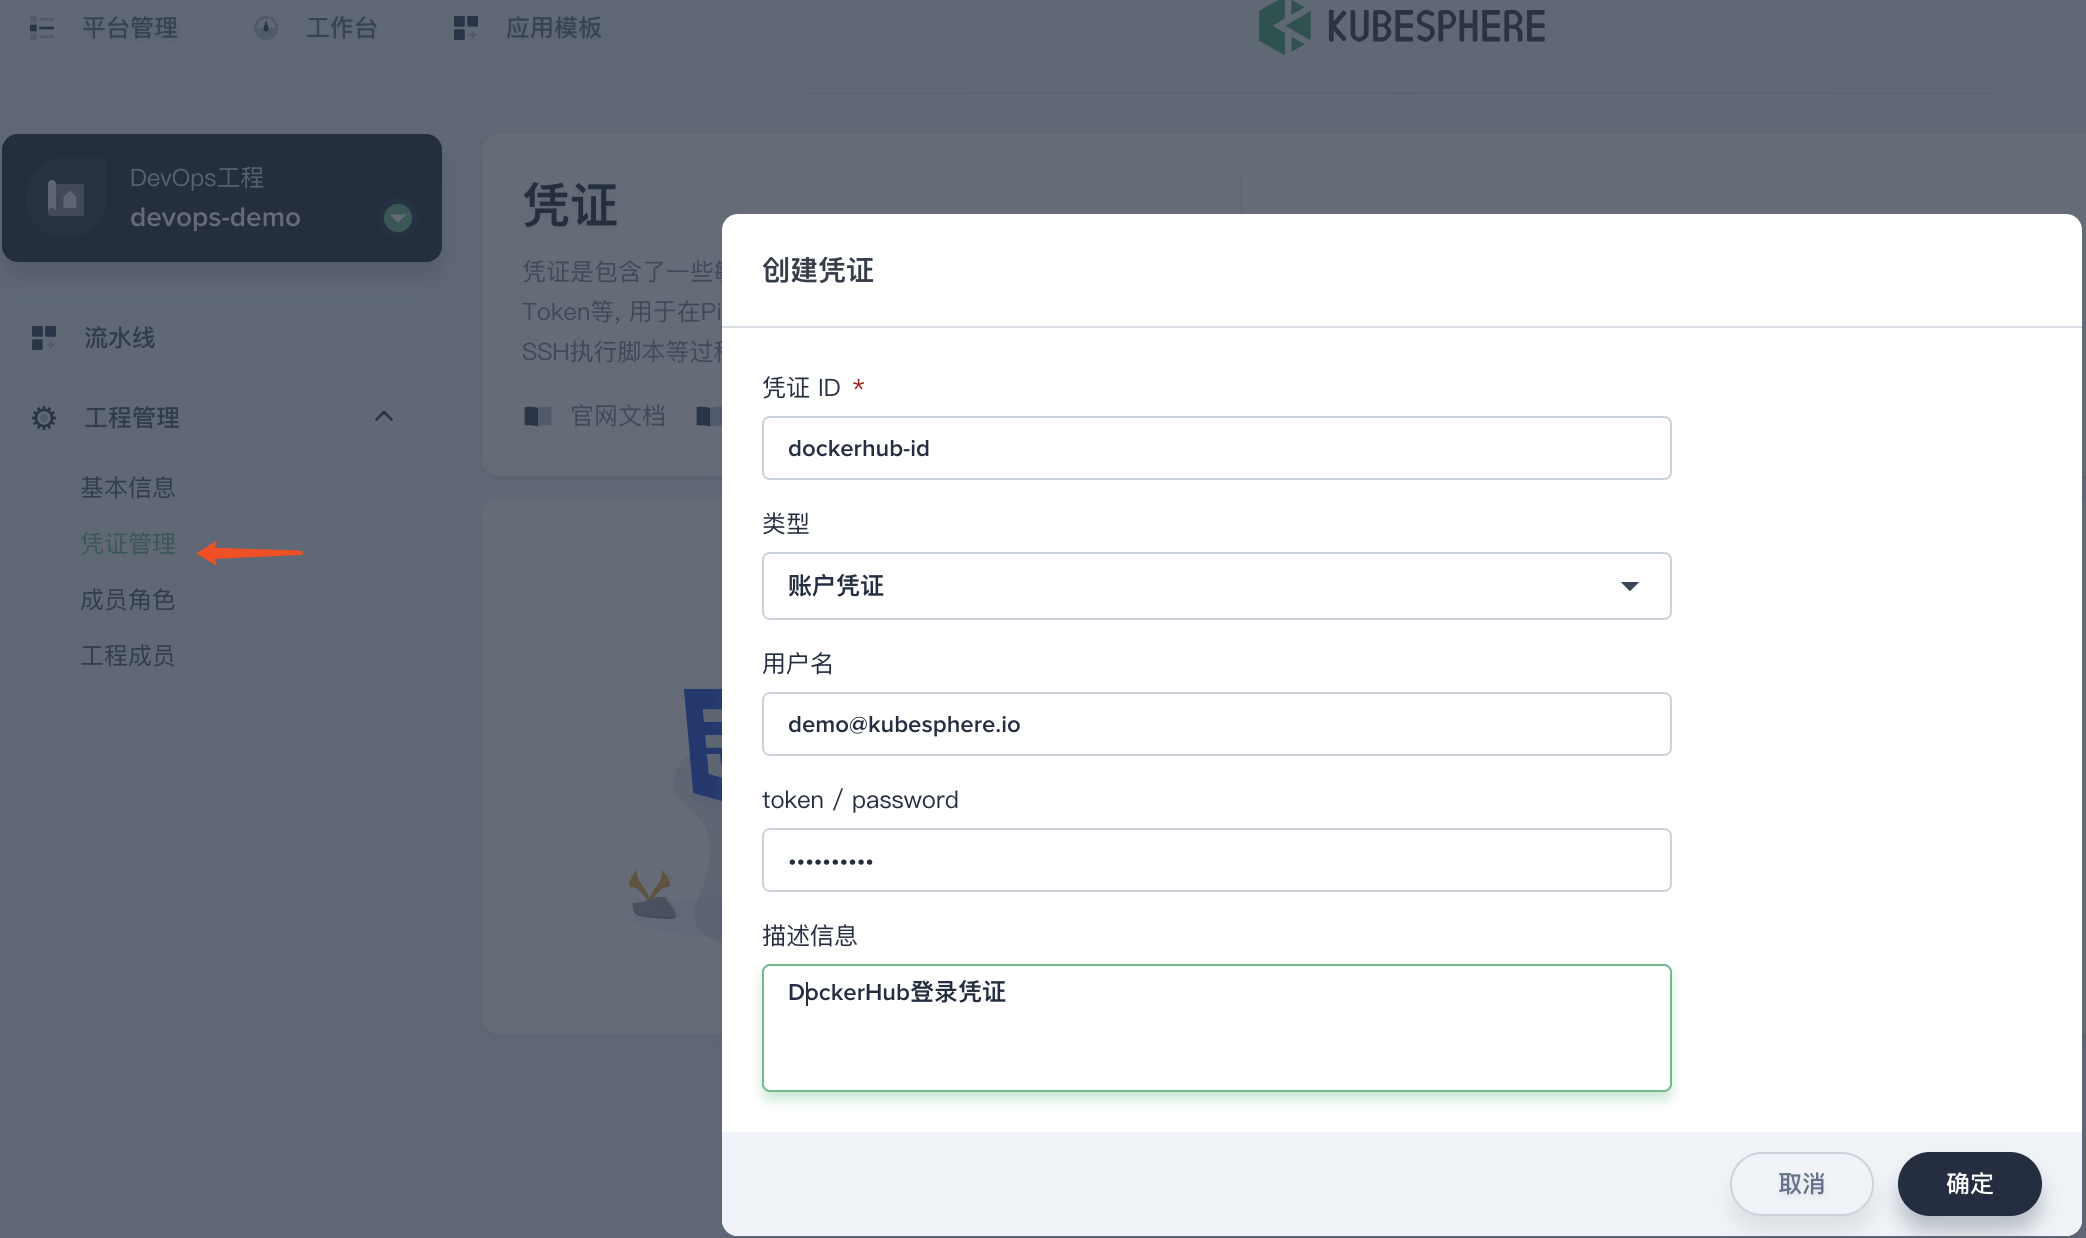 平台管理
工作台
应用模板
KUBESPHERE
DevOps工程
devops-demo
流水线
工程管理
基本信息
凭证管理
成员角色
工程成员
凭证
凭证是包含了一些
Token等, 用于在Pi
SSH执行脚本等过
官网文档
创建凭证
凭证 ID *
dockerhub-id
类型
账户凭证
用户名
demo@kubesphere.io
token / password
••••••••••
描述信息
DockerHub登录凭证
取消
确定